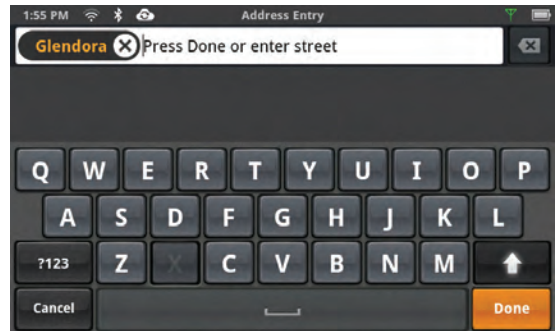 1:55 PM Address Entry
Glendora Press Done or enter street
Q W E R T Y U I O P
A S D F G H J K L
?123 Z X C V B N M
Cancel Done